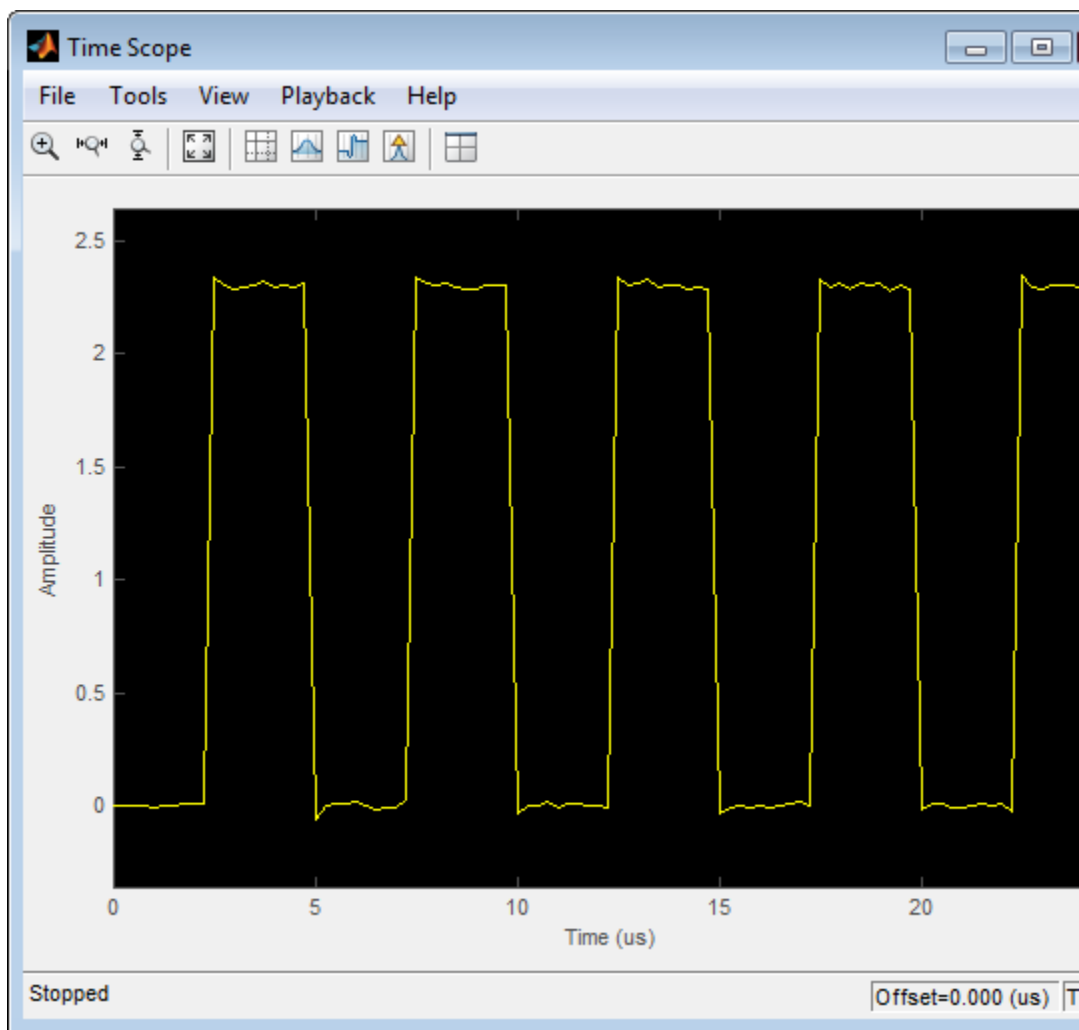 Time Scope
File Tools View Playback Help
2.5
2
1.5
1
0.5
0
Amplitude
0 5 10 15 20
Time (us)
Stopped
Offset=0.000 (us) T